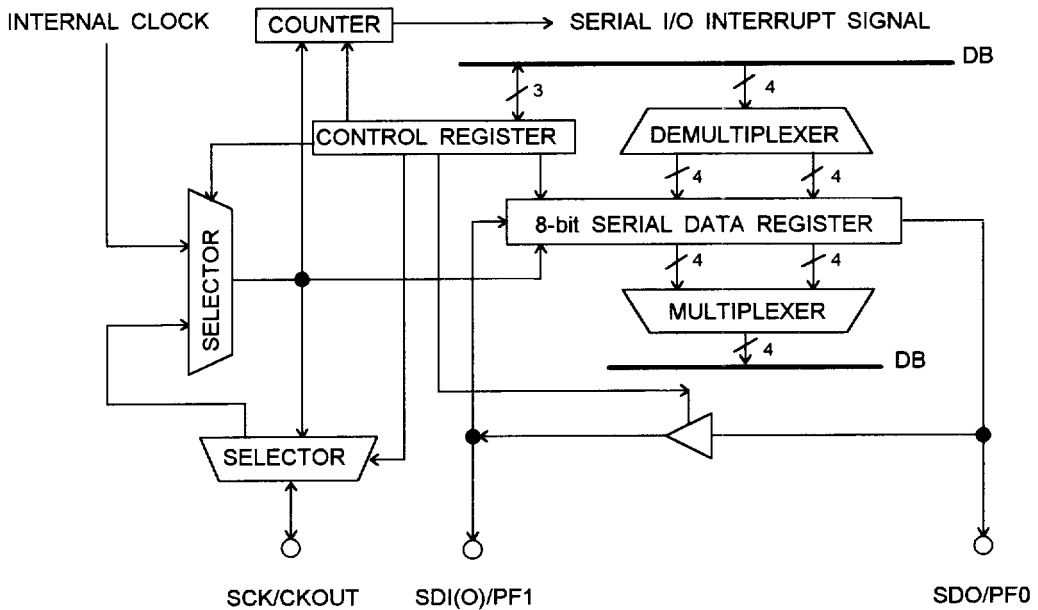 INTERNAL CLOCK
COUNTER
SERIAL I/O INTERRUPT SIGNAL
DB
3
4
CONTROL REGISTER
DEMULTIPLEXER
4
4
SELECTOR
8-bit SERIAL DATA REGISTER
4
4
MULTIPLEXER
4
DB
SELECTOR
SCK/CKOUT
SDI(O)/PF1
SDO/PF0